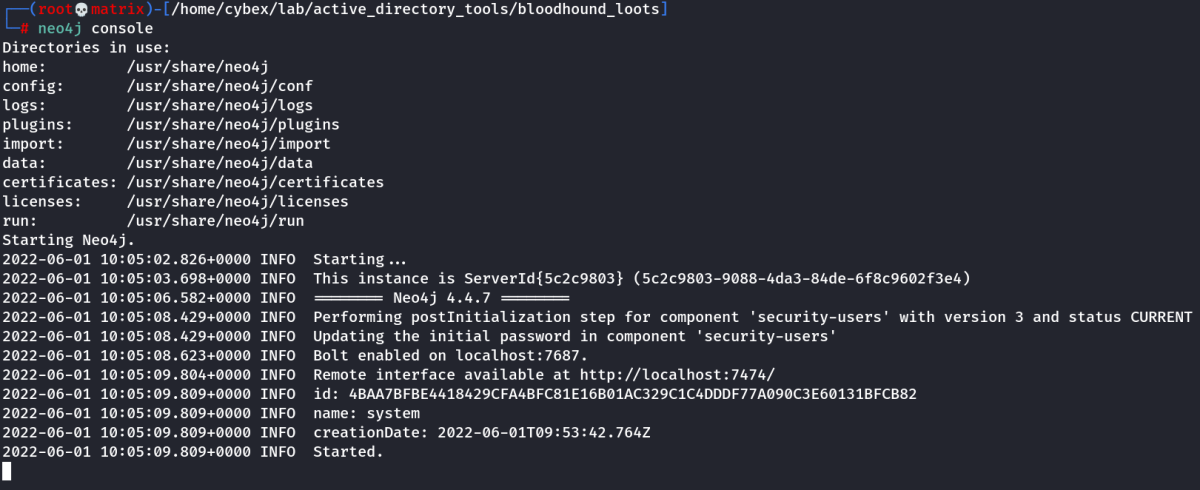 ┌──(root💀matrix)-[/home/cybex/lab/active_directory_tools/bloodhound_loots]
└─# neo4j console
Directories in use:
home:         /usr/share/neo4j
config:       /usr/share/neo4j/conf
logs:         /usr/share/neo4j/logs
plugins:      /usr/share/neo4j/plugins
import:       /usr/share/neo4j/import
data:         /usr/share/neo4j/data
certificates: /usr/share/neo4j/certificates
licenses:     /usr/share/neo4j/licenses
run:          /usr/share/neo4j/run
Starting Neo4j.
2022-06-01 10:05:02.826+0000 INFO  Starting...
2022-06-01 10:05:03.698+0000 INFO  This instance is ServerId{5c2c9803} (5c2c9803-9088-4da3-84de-6f8c9602f3e4)
2022-06-01 10:05:06.582+0000 INFO  ======== Neo4j 4.4.7 ========
2022-06-01 10:05:08.429+0000 INFO  Performing postInitialization step for component 'security-users' with version 3 and status CURRENT
2022-06-01 10:05:08.429+0000 INFO  Updating the initial password in component 'security-users'
2022-06-01 10:05:08.623+0000 INFO  Bolt enabled on localhost:7687.
2022-06-01 10:05:09.804+0000 INFO  Remote interface available at http://localhost:7474/
2022-06-01 10:05:09.809+0000 INFO  id: 4BAA7BFBE4418429CFA4BFC81E16B01AC329C1C4DDDF77A090C3E60131BFCB82
2022-06-01 10:05:09.809+0000 INFO  name: system
2022-06-01 10:05:09.809+0000 INFO  creationDate: 2022-06-01T09:53:42.764Z
2022-06-01 10:05:09.809+0000 INFO  Started.